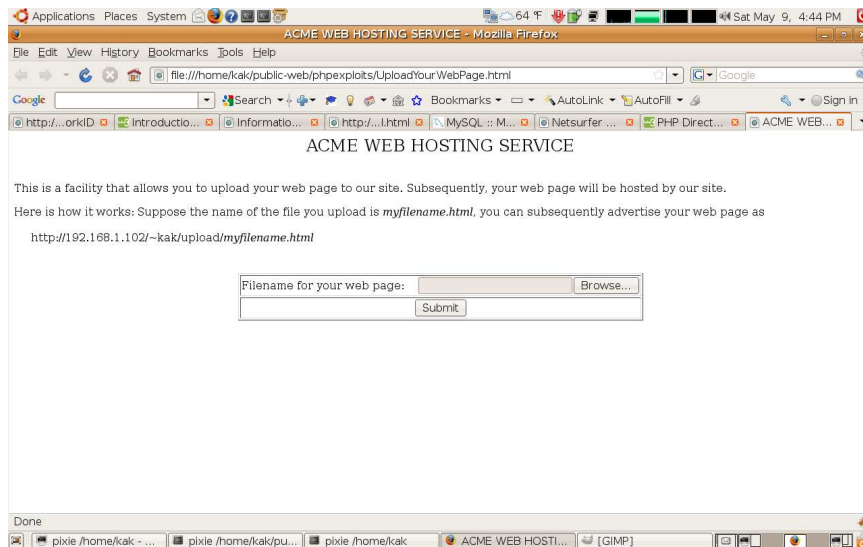 Applications Places System 64 °F Sat May 9, 4:44 PM
ACME WEB HOSTING SERVICE - Mozilla Firefox
File Edit View History Bookmarks Tools Help
file:///home/kak/public-web/phpexploits/UploadYourWebPage.html Google
Google Search Bookmarks AutoLink AutoFill Sign in
http:/...orkID Introductio... Informatio... http:/...l.html MySQL :: M... Netsurfer ... PHP Direct... ACME WEB...
ACME WEB HOSTING SERVICE
This is a facility that allows you to upload your web page to our site. Subsequently, your web page will be hosted by our site.
Here is how it works: Suppose the name of the file you upload is myfilename.html, you can subsequently advertise your web page as
http://192.168.1.102/~kak/upload/myfilename.html
Filename for your web page: Browse...
Submit
Done
pixie /home/kak - ... pixie /home/kak/pu... pixie /home/kak ACME WEB HOSTI... [GIMP]